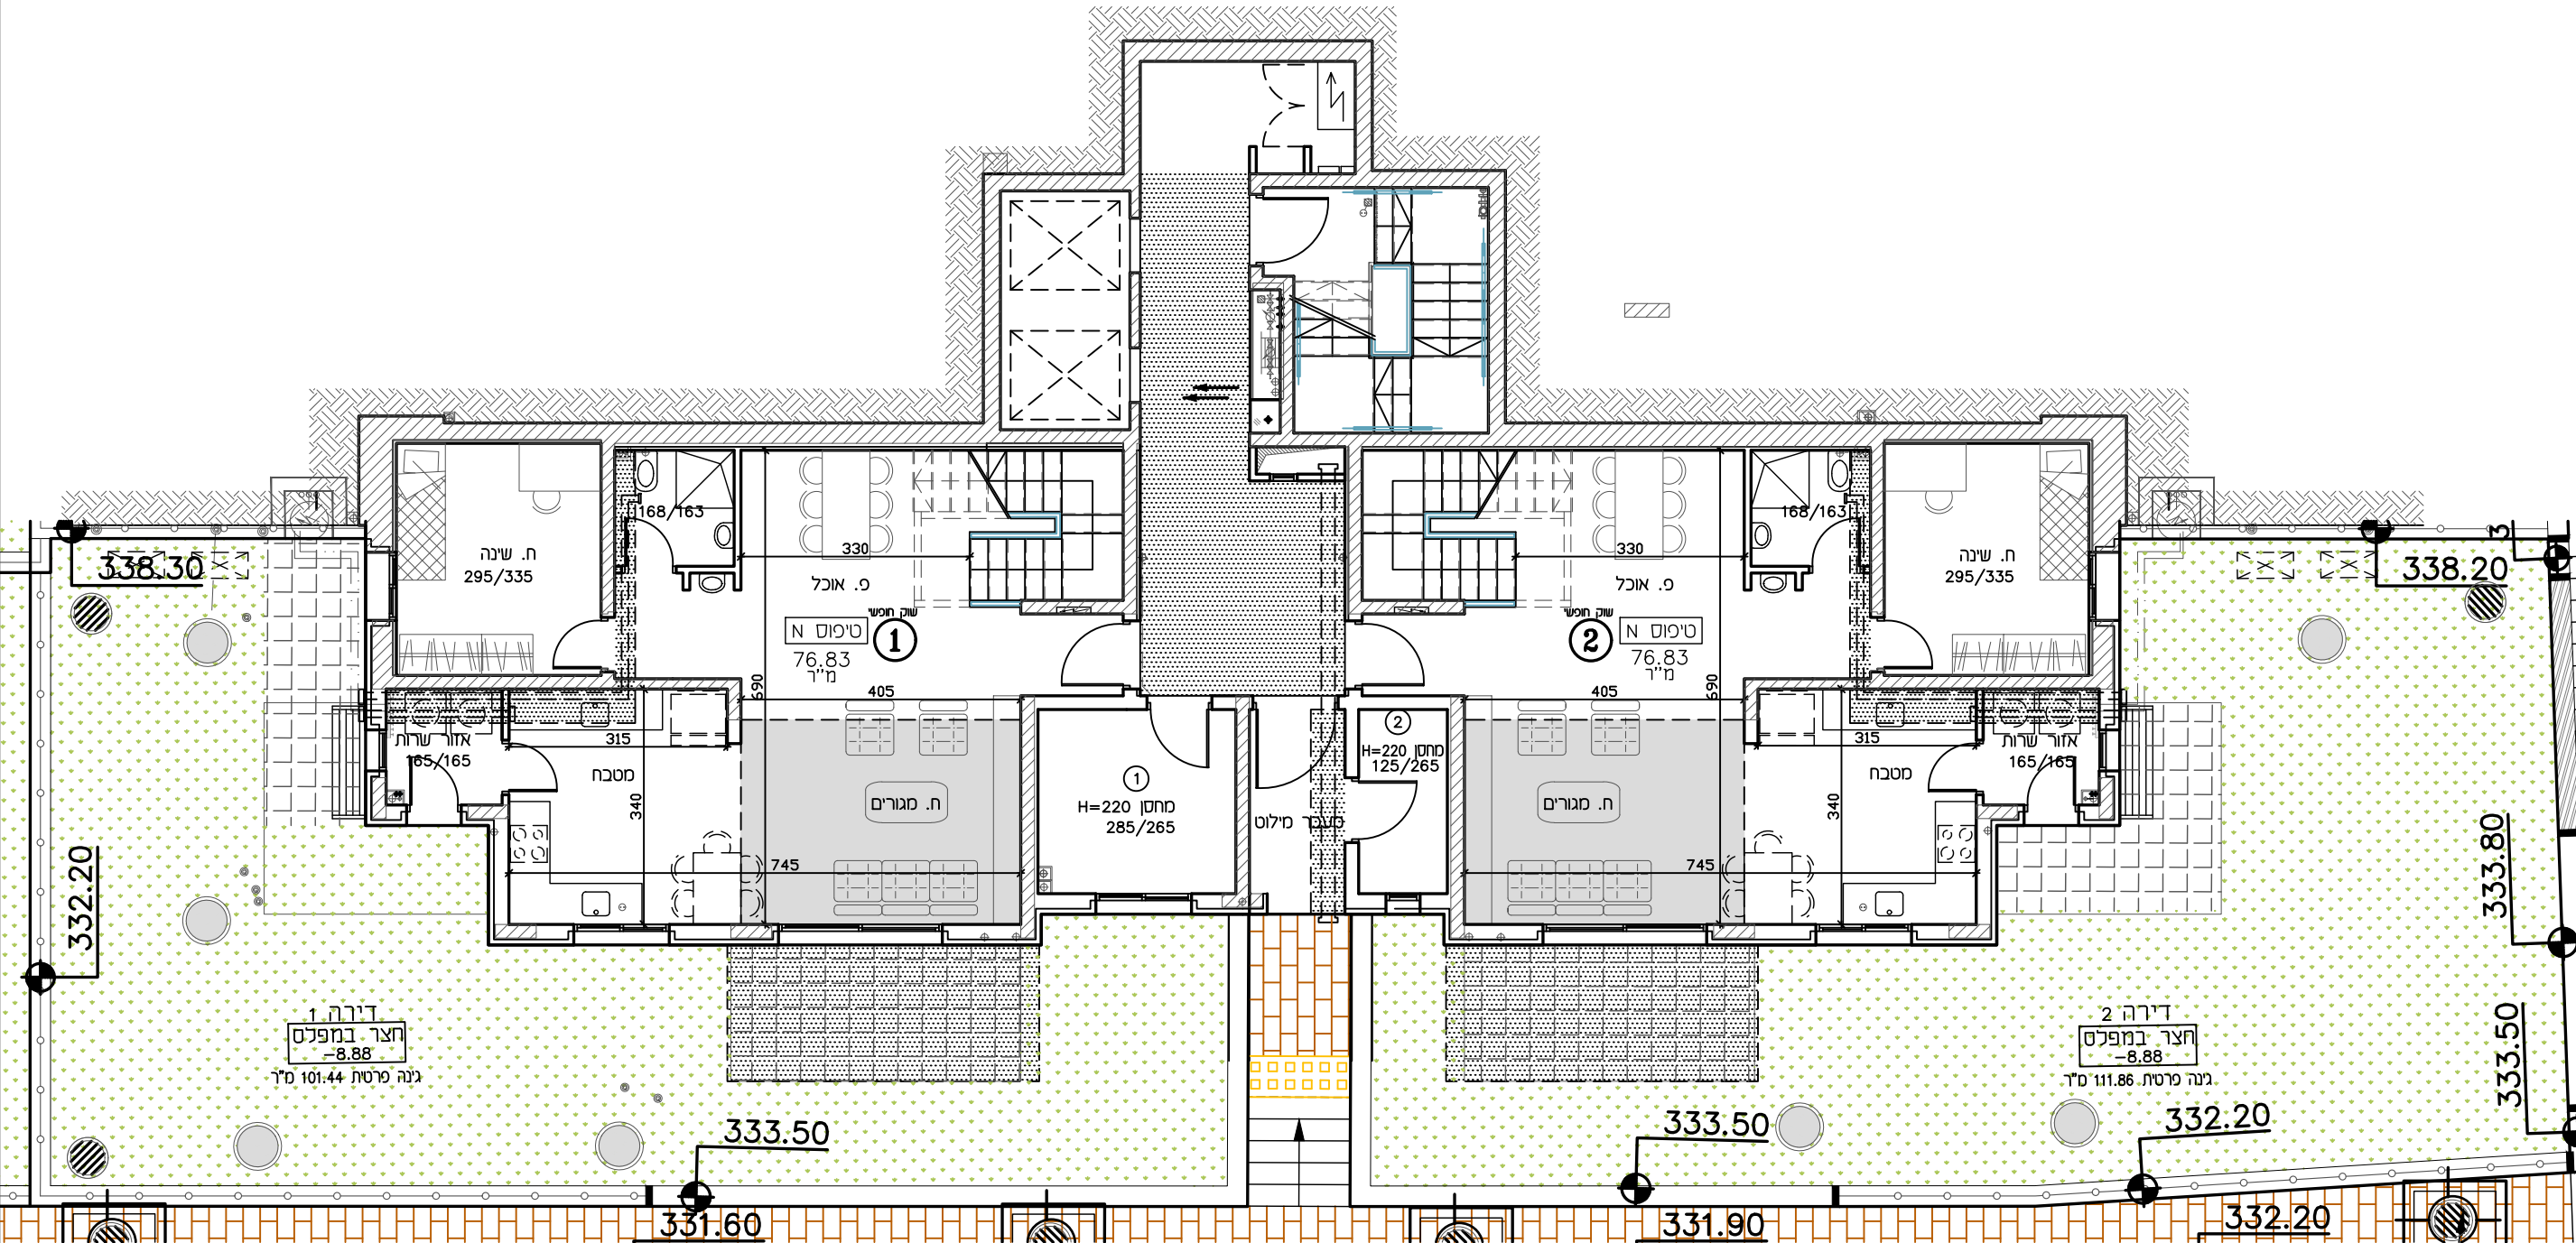 168/163
168/163
ח. שינה
295/335
ח. שינה
295/335
338.30
338.20
3
330
330
פ. אוכל
פ. אוכל
שוק חופשי
1
טיפוס N
76.83
מ"ר
שוק חופשי
2
טיפוס N
76.83
מ"ר
690
405
405
690
אזור שרות
165/165
315
מטבח
340
ח. מגורים
745
1
מחסן H=220
285/265
מעבר מילוט
2
מחסן H=220
125/265
ח. מגורים
745
315
מטבח
340
אזור שרות
165/165
332.20
333.80
דירה 1
חצר במפלס
-8.88
גינה פרטית 101.44 מ"ר
דירה 2
חצר במפלס
-8.88
גינה פרטית 111.86 מ"ר
333.50
333.50
333.50
332.20
331.60
331.90
332.20